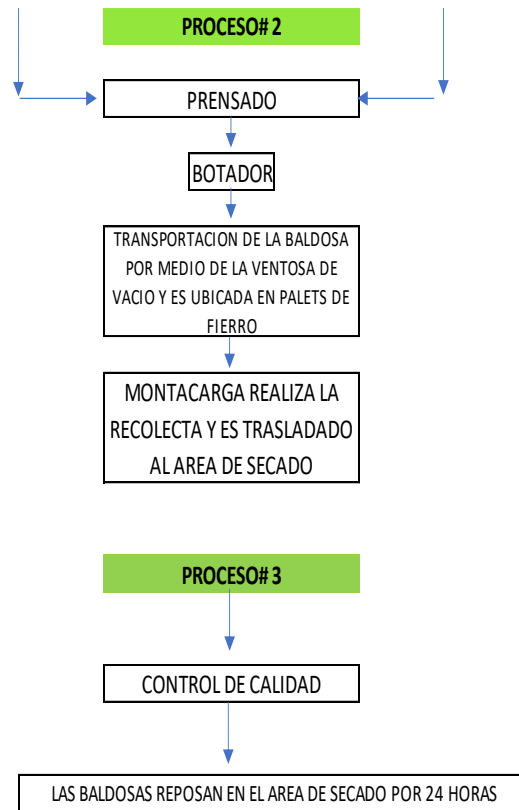 PROCESO# 2
PRENSADO
BOTADOR
TRANSPORTACION DE LA BALDOSA
POR MEDIO DE LA VENTOSA DE
VACIO Y ES UBICADA EN PALETS DE
FIERRO
MONTACARGA REALIZA LA
RECOLECTA Y ES TRASLADADO
AL AREA DE SECADO
PROCESO# 3
CONTROL DE CALIDAD
LAS BALDOSAS REPOSAN EN EL AREA DE SECADO POR 24 HORAS